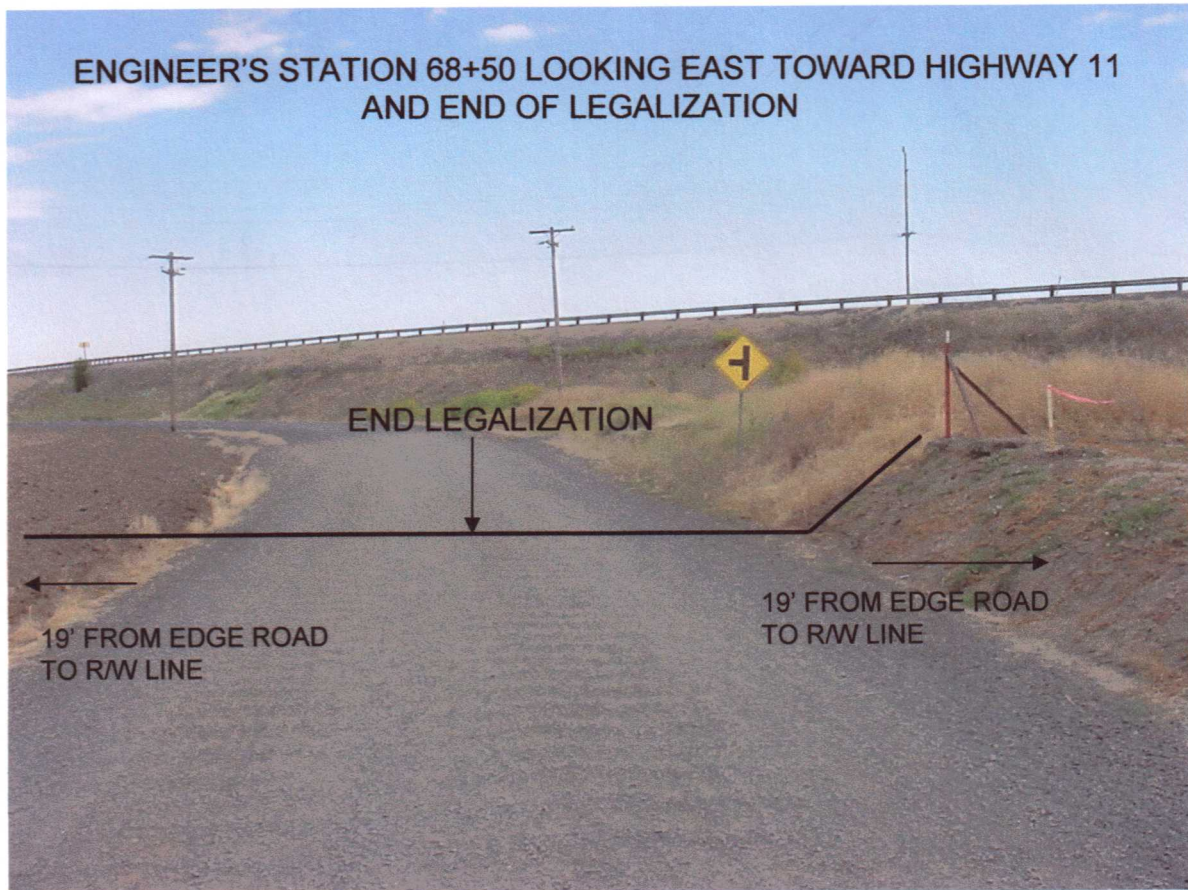 ENGINEER'S STATION 68+50 LOOKING EAST TOWARD HIGHWAY 11
AND END OF LEGALIZATION
END LEGALIZATION
19' FROM EDGE ROAD
TO R/W LINE
19' FROM EDGE ROAD
TO R/W LINE